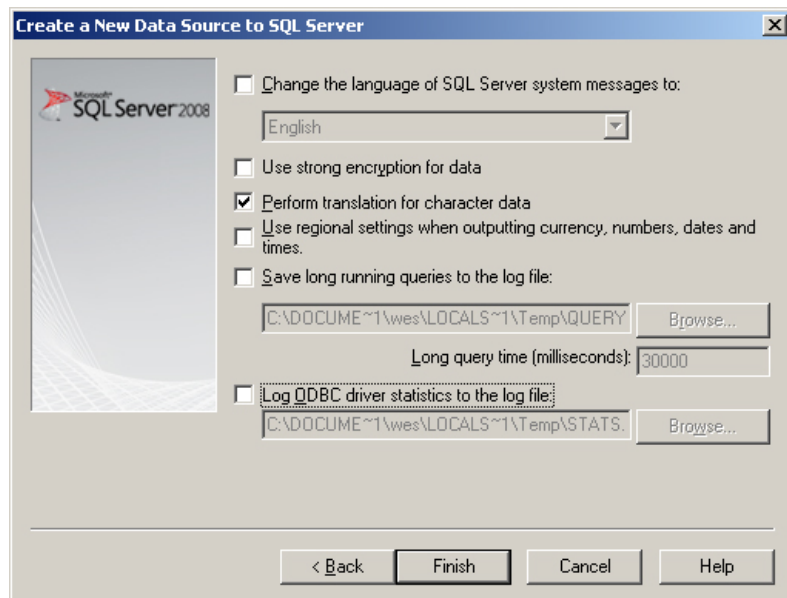 Create a New Data Source to SQL Server
Microsoft®
SQL Server 2008
Change the language of SQL Server system messages to:
English
Use strong encryption for data
Perform translation for character data
Use regional settings when outputting currency, numbers, dates and
times.
Save long running queries to the log file:
C:\DOCUME~1\wes\LOCALS~1\Temp\QUERY
Browse...
Long query time (milliseconds):
30000
Log ODBC driver statistics to the log file:
C:\DOCUME~1\wes\LOCALS~1\Temp\STATS.
Browse...
< Back
Finish
Cancel
Help